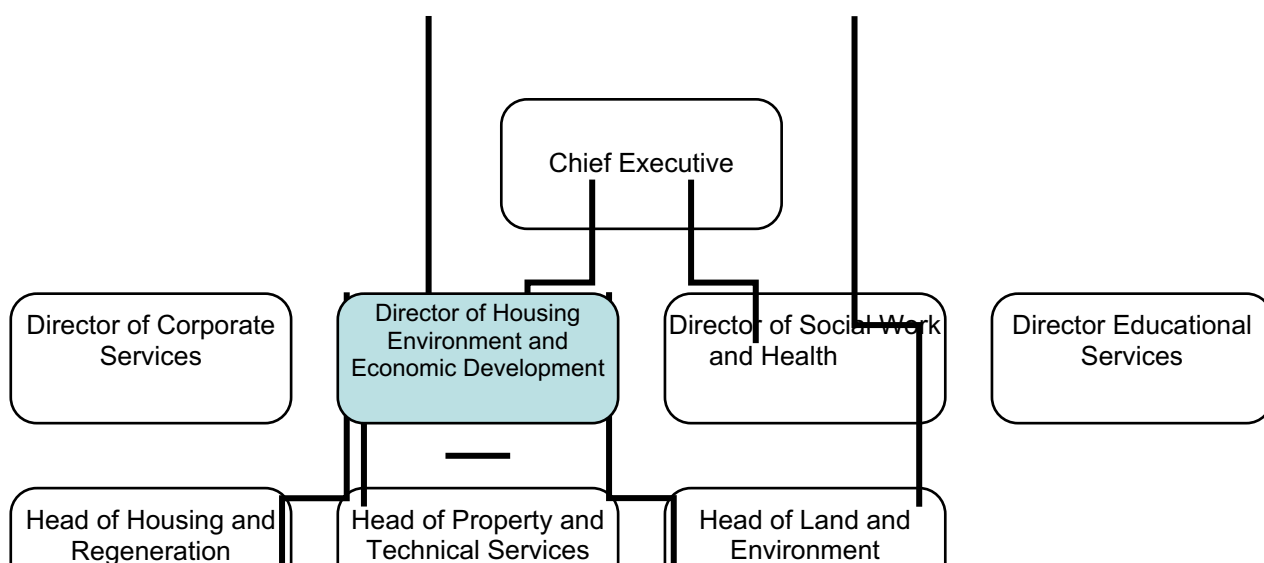 Chief Executive
Director of Corporate
Services
Director of Housing
Environment and
Economic Development
Director of Social Work
and Health
Director Educational
Services
Head of Housing and
Regeneration
Head of Property and
Technical Services
Head of Land and
Environment